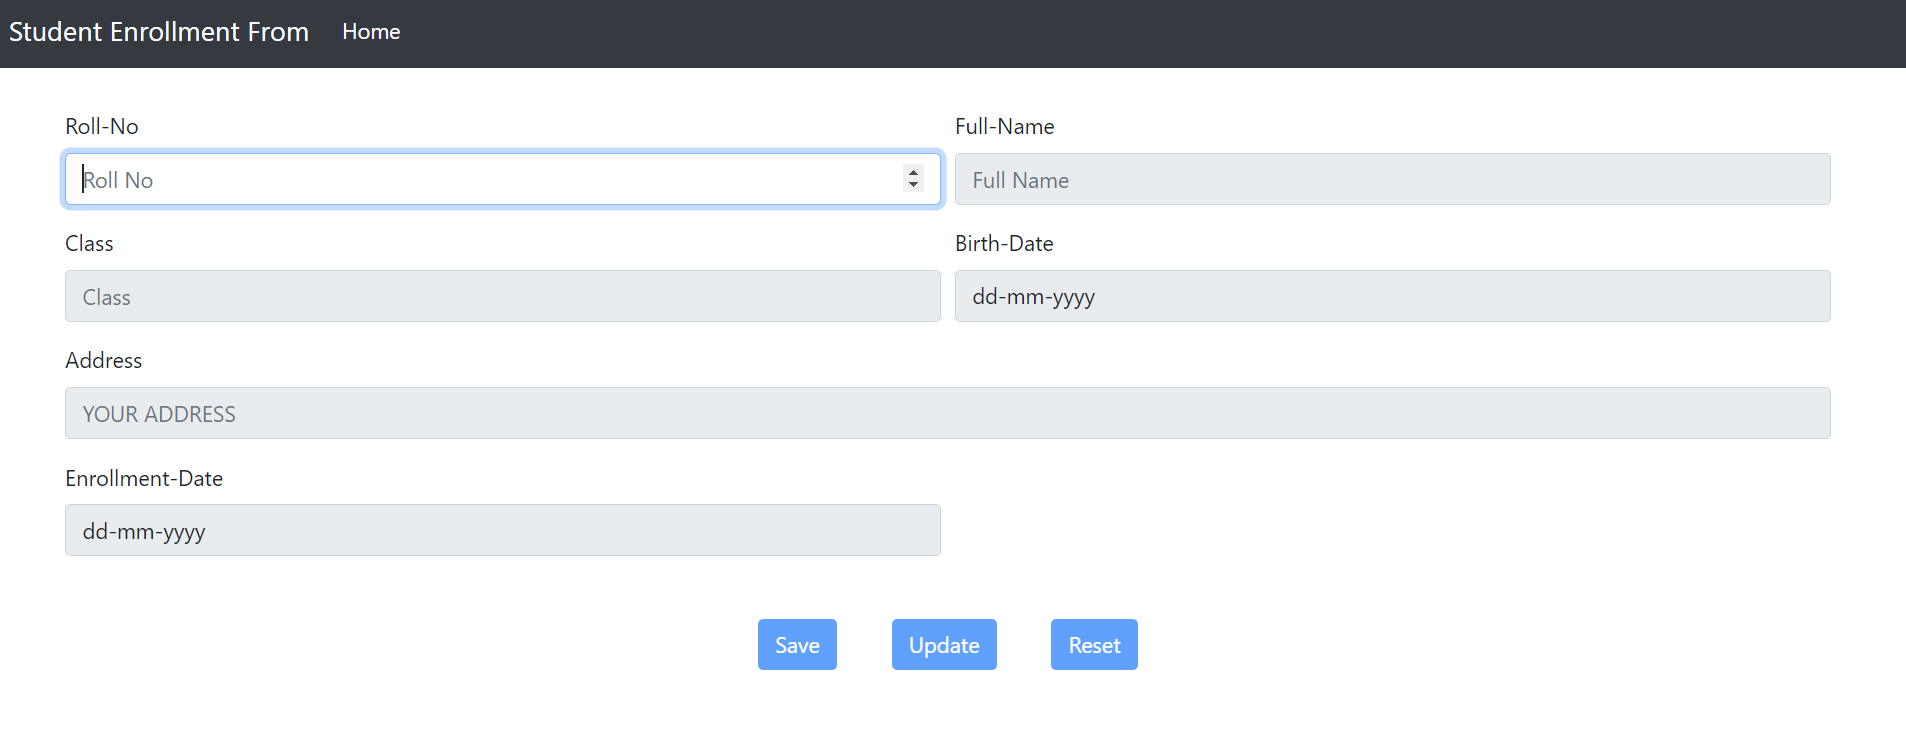 Student Enrollment From Home
Roll-No Full-Name
Roll No Full Name
Class Birth-Date
Class dd-mm-yyyy
Address
YOUR ADDRESS
Enrollment-Date
dd-mm-yyyy
Save Update Reset